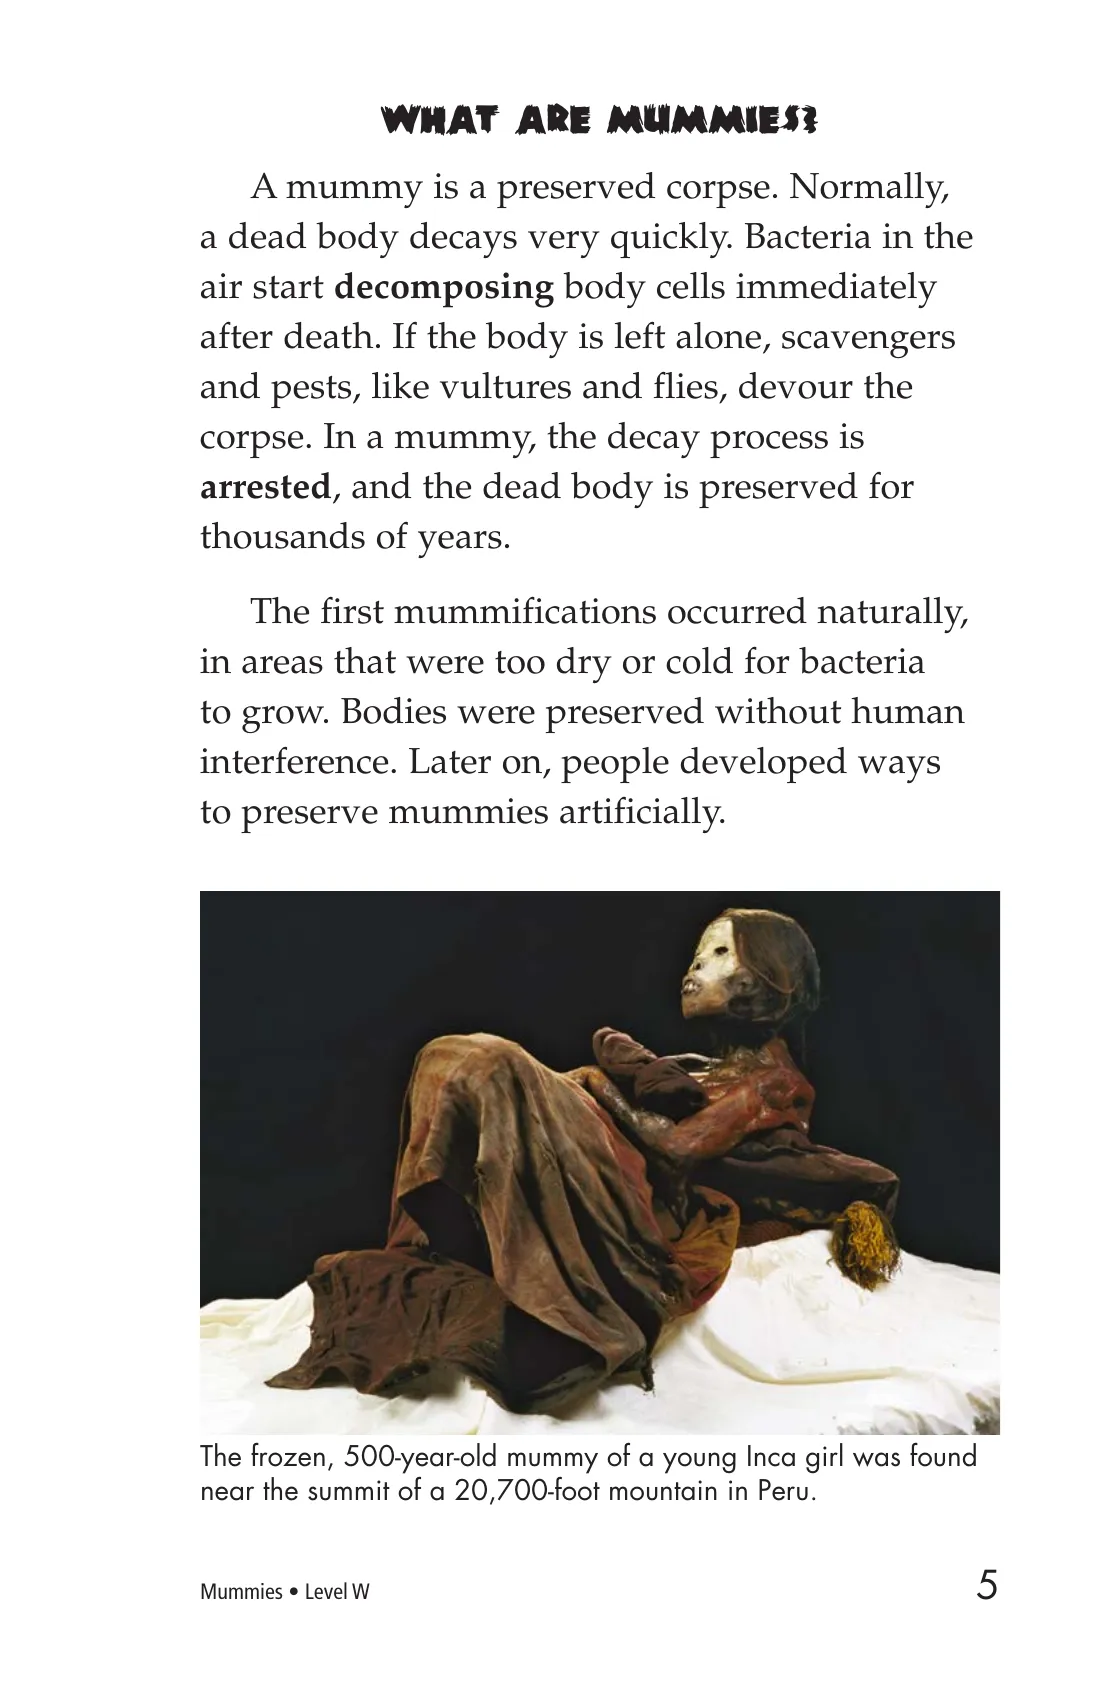 WHAT ARE MUMMIES?
A mummy is a preserved corpse. Normally,
a dead body decays very quickly. Bacteria in the
air start decomposing body cells immediately
after death. If the body is left alone, scavengers
and pests, like vultures and flies, devour the
corpse. In a mummy, the decay process is
arrested, and the dead body is preserved for
thousands of years.
The first mummifications occurred naturally,
in areas that were too dry or cold for bacteria
to grow. Bodies were preserved without human
interference. Later on, people developed ways
to preserve mummies artificially.
The frozen, 500-year-old mummy of a young Inca girl was found
near the summit of a 20,700-foot mountain in Peru.
Mummies • Level W
5